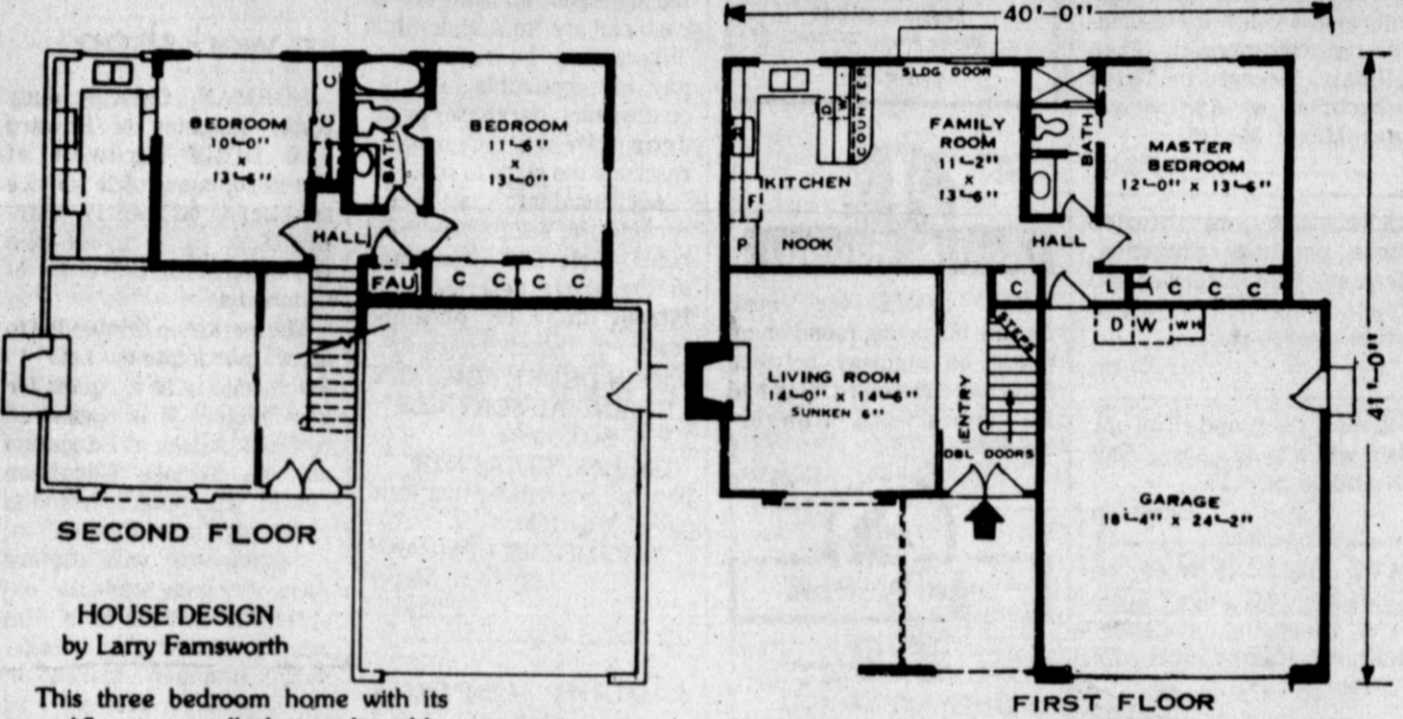 BEDROOM
10'-0"
x
13'-6"
C
C
BATH
BEDROOM
11'-6"
x
13'-0"
HALL
FAU
C C C C
SECOND FLOOR
HOUSE DESIGN
by Larry Farnsworth
This three bedroom home with its
40'-0"
SLDG DOOR
COUNTER
D
W
R
KITCHEN
F
P
NOOK
FAMILY
ROOM
11'-2"
x
13'-6"
BATH
MASTER
BEDROOM
12'-0" x 13'-6"
HALL
C
L
C C C
D W WH
STEPS
LIVING ROOM
14'-0" x 14'-6"
SUNKEN 6"
ENTRY
DBL DOORS
GARAGE
18'-4" x 24'-2"
41'-0"
FIRST FLOOR